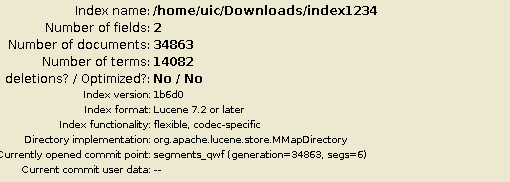 Index name: /home/uic/Downloads/index1234
Number of fields: 2
Number of documents: 34863
Number of terms: 14082
deletions? / Optimized?: No / No
Index version: 1b6d0
Index format: Lucene 7.2 or later
Index functionality: flexible, codec-specific
Directory implementation: org.apache.lucene.store.MMapDirectory
Currently opened commit point: segments_qwf (generation=34863, segs=6)
Current commit user data: --